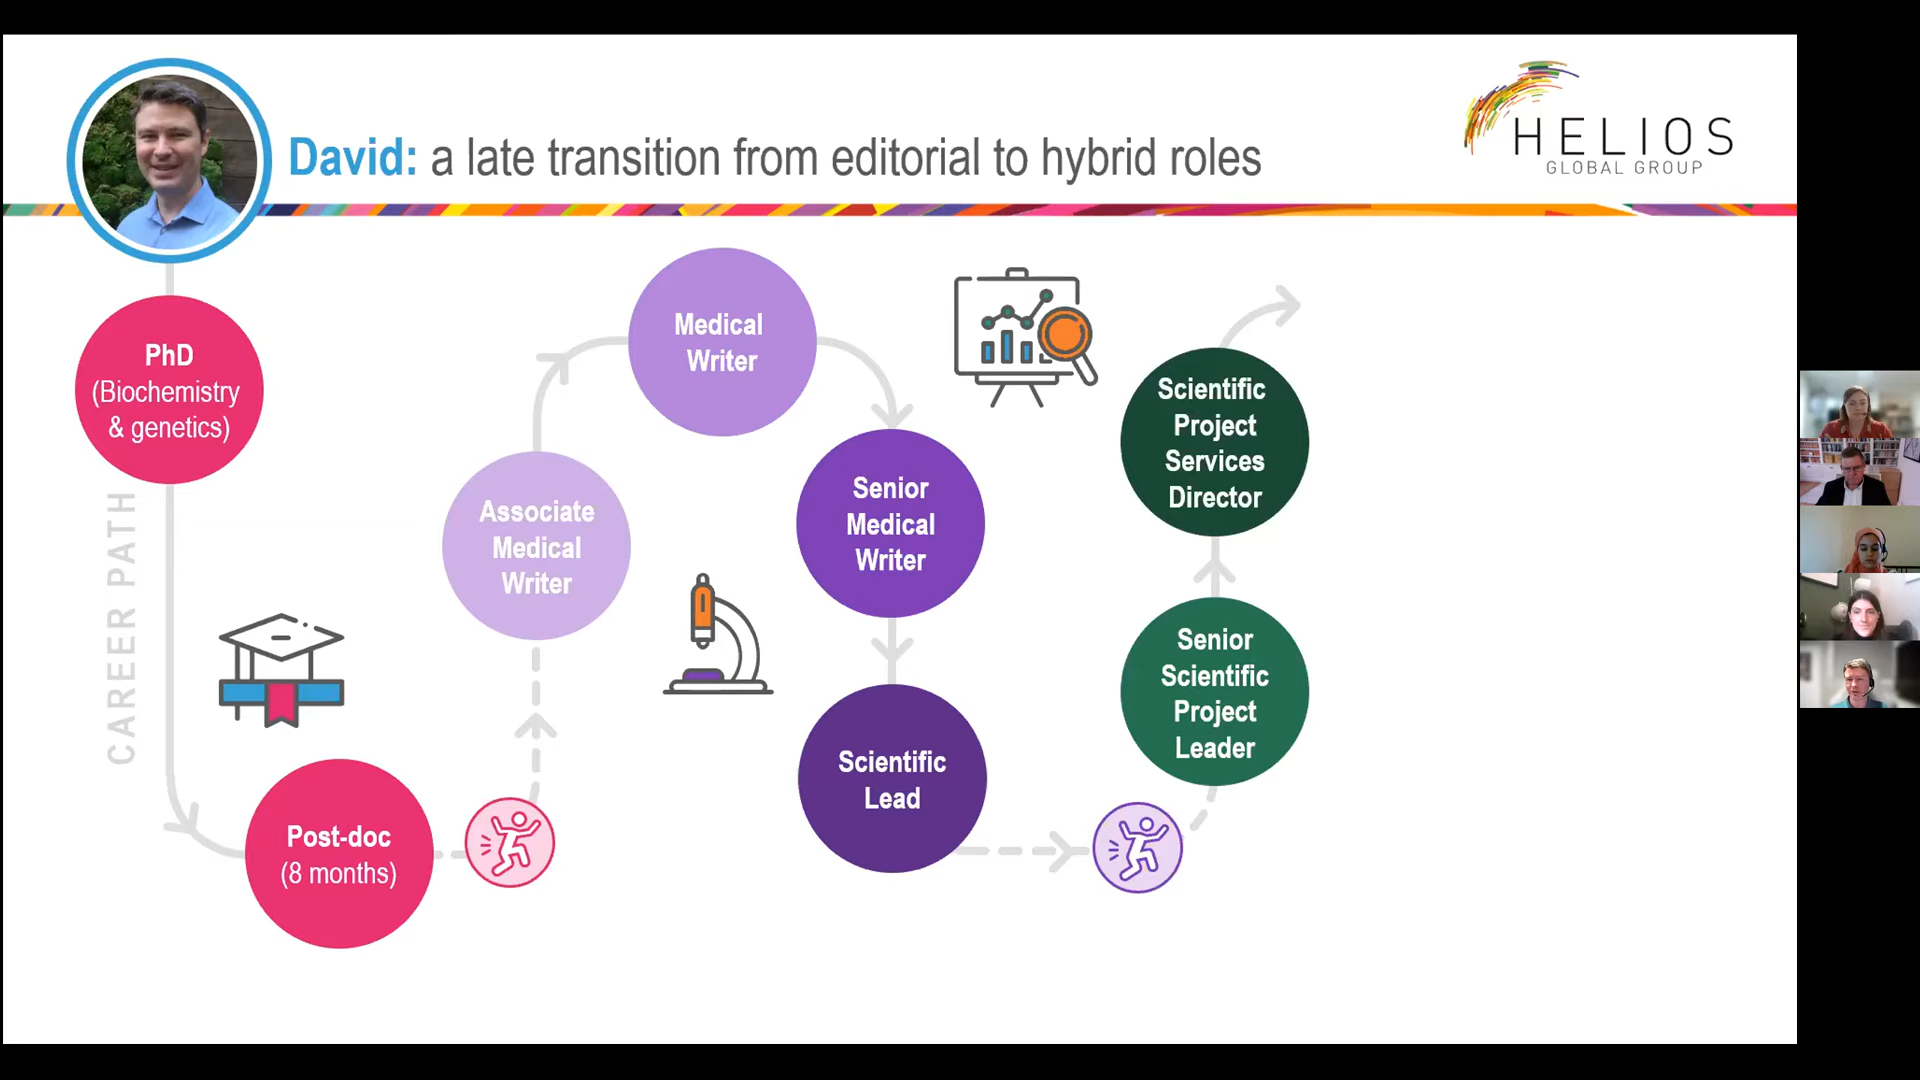 David: a late transition from editorial to hybrid roles
HELIOS
GLOBAL GROUP
CAREER PATH
PhD
(Biochemistry
& genetics)
Post-doc
(8 months)
Associate
Medical
Writer
Medical
Writer
Senior
Medical
Writer
Scientific
Lead
Senior
Scientific
Project
Leader
Scientific
Project
Services
Director